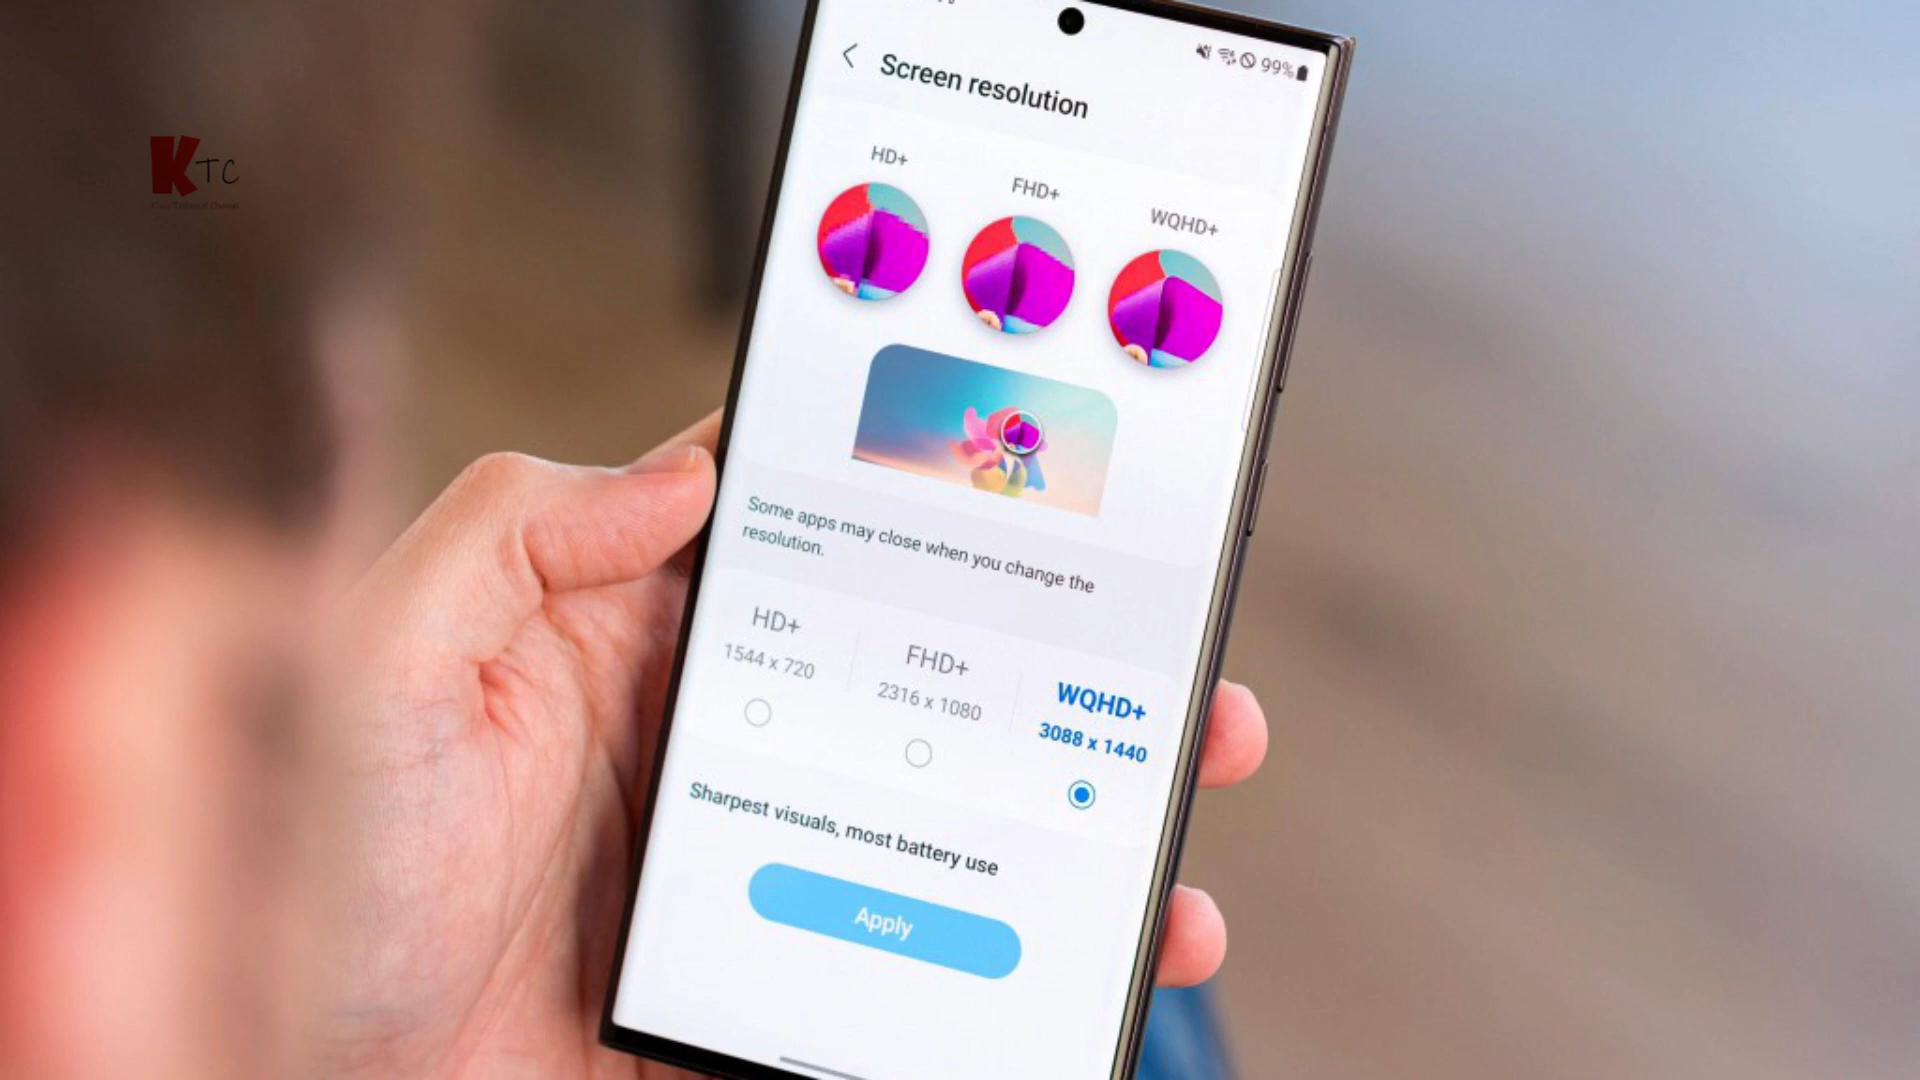 99%
Screen resolution
HD+
FHD+
WQHD+
KTC
Some apps may close when you change the
resolution.
HD+
1544 x 720
FHD+
2316 x 1080
WQHD+
3088 x 1440
Sharpest visuals, most battery use
Apply